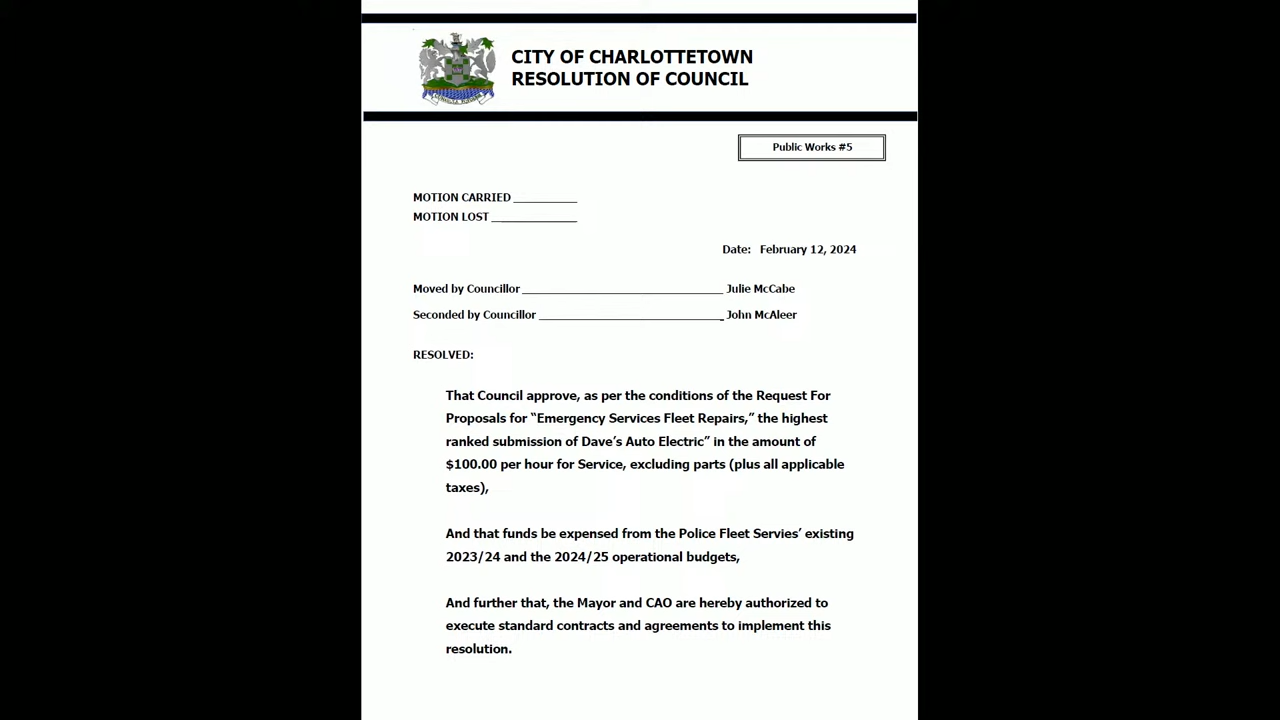 CITY OF CHARLOTTETOWN
RESOLUTION OF COUNCIL
Public Works #5
MOTION CARRIED __________
MOTION LOST _____________
Date: February 12, 2024
Moved by Councillor ______________________________ Julie McCabe
Seconded by Councillor ____________________________ John McAleer
RESOLVED:
That Council approve, as per the conditions of the Request For
Proposals for “Emergency Services Fleet Repairs,” the highest
ranked submission of Dave’s Auto Electric” in the amount of
$100.00 per hour for Service, excluding parts (plus all applicable
taxes),
And that funds be expensed from the Police Fleet Servies’ existing
2023/24 and the 2024/25 operational budgets,
And further that, the Mayor and CAO are hereby authorized to
execute standard contracts and agreements to implement this
resolution.